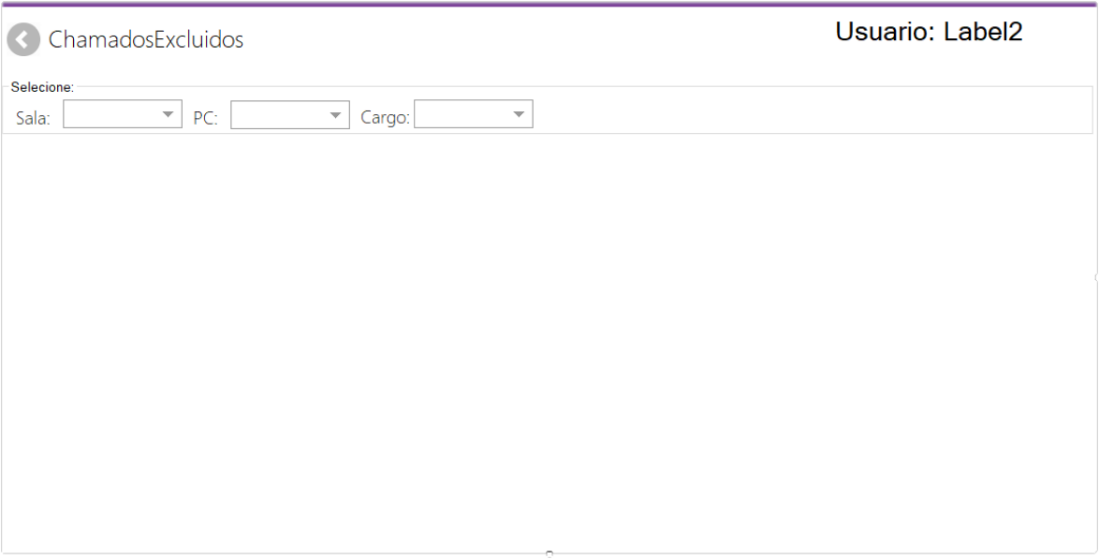 ChamadosExcluidos
Usuario: Label2
Selecione:
Sala: PC: Cargo: